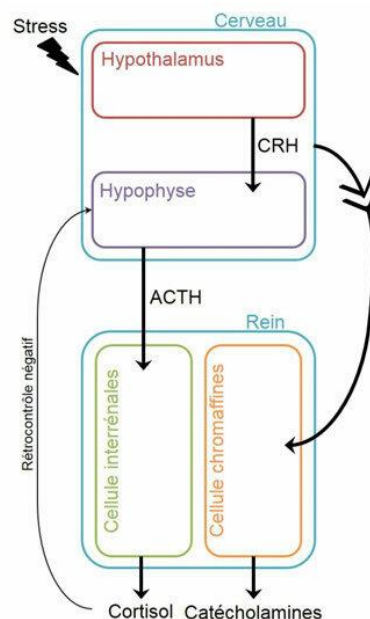 Cerveau
Stress
Hypothalamus
CRH
Hypophyse
ACTH
Rein
Rétrocontrôle négatif
Cellule interrénales
Cellule chromaffines
Cortisol
Catécholamines